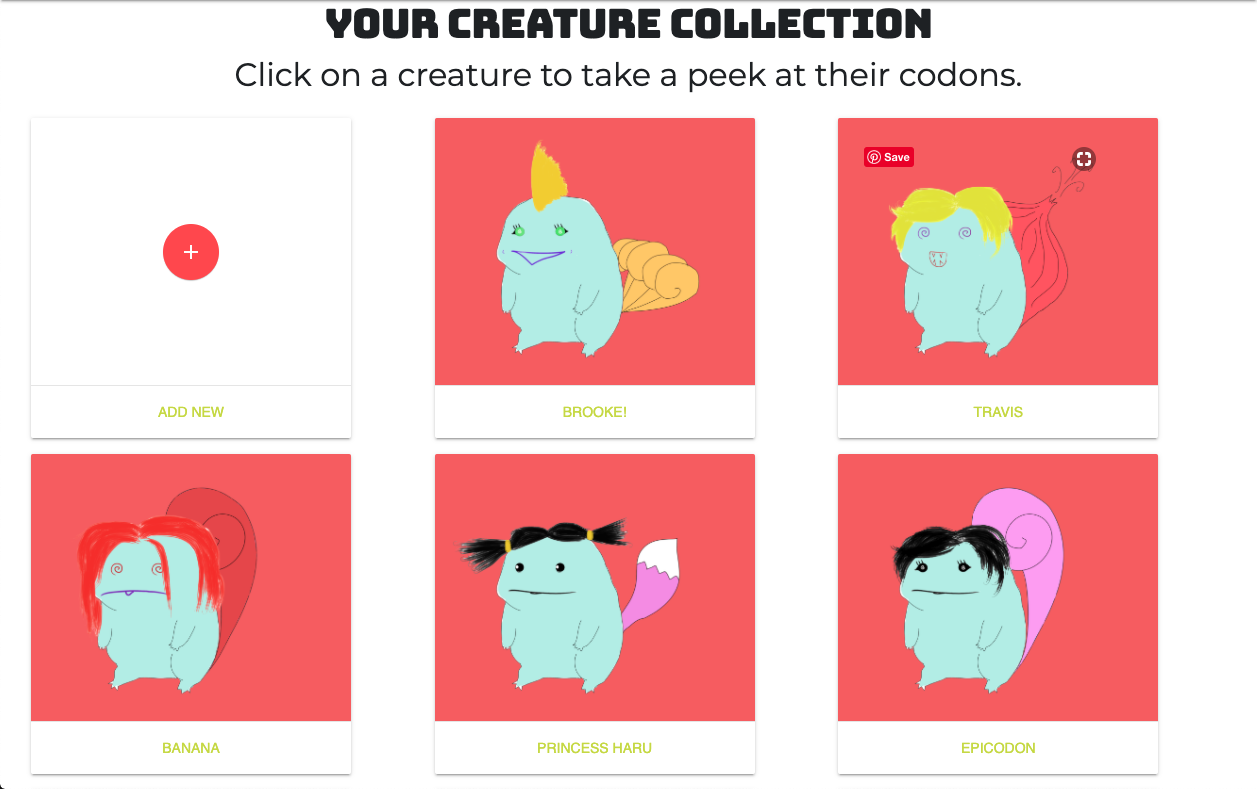 YOUR CREATURE COLLECTION
Click on a creature to take a peek at their codons.
Save
ADD NEW
BROOKE!
TRAVIS
BANANA
PRINCESS HARU
EPICODON